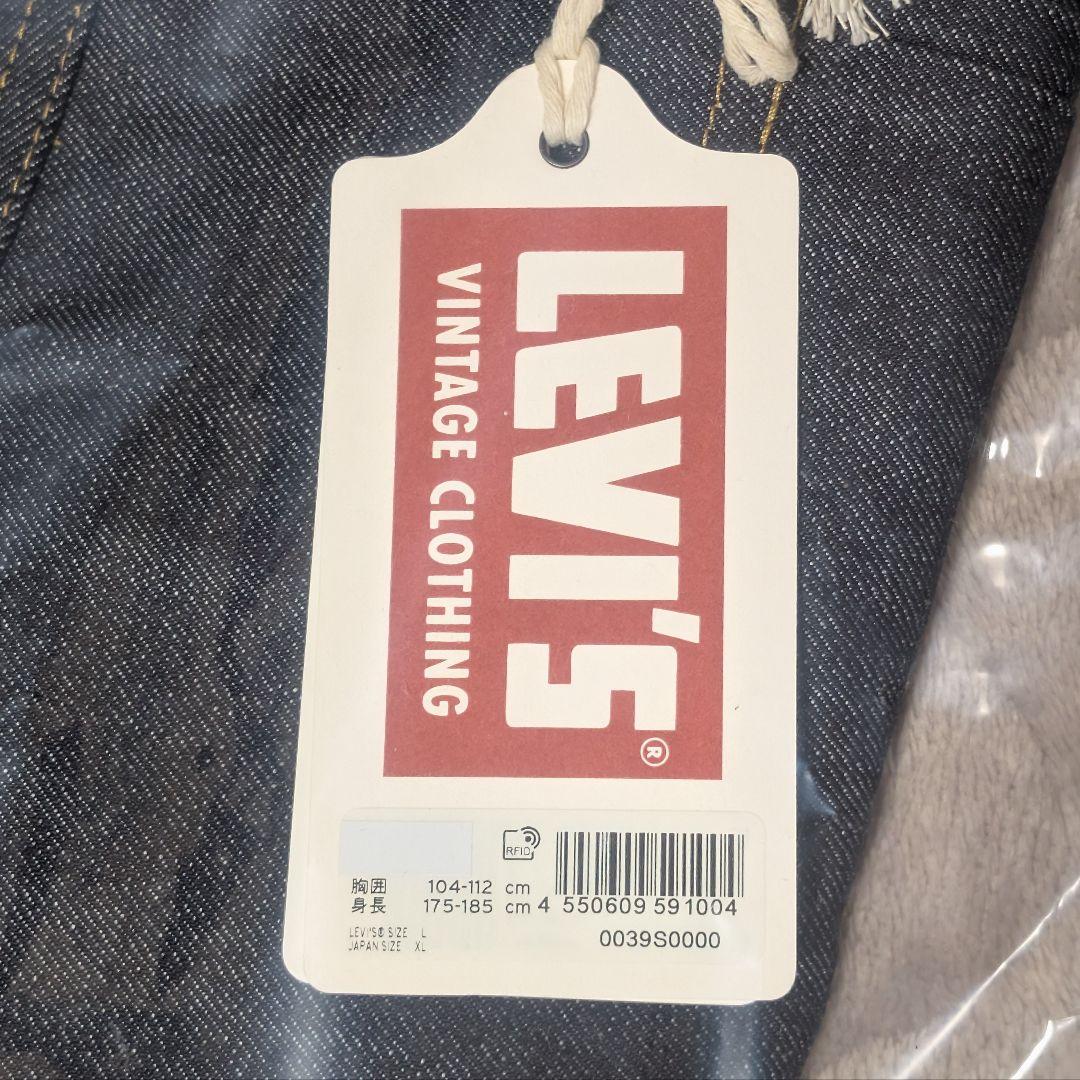 LEVI'S®
VINTAGE CLOTHING
RFID
胸囲 104-112 cm
身長 175-185 cm
4 550609 591004
LEVI'S® SIZE L
JAPAN SIZE XL
0039S0000